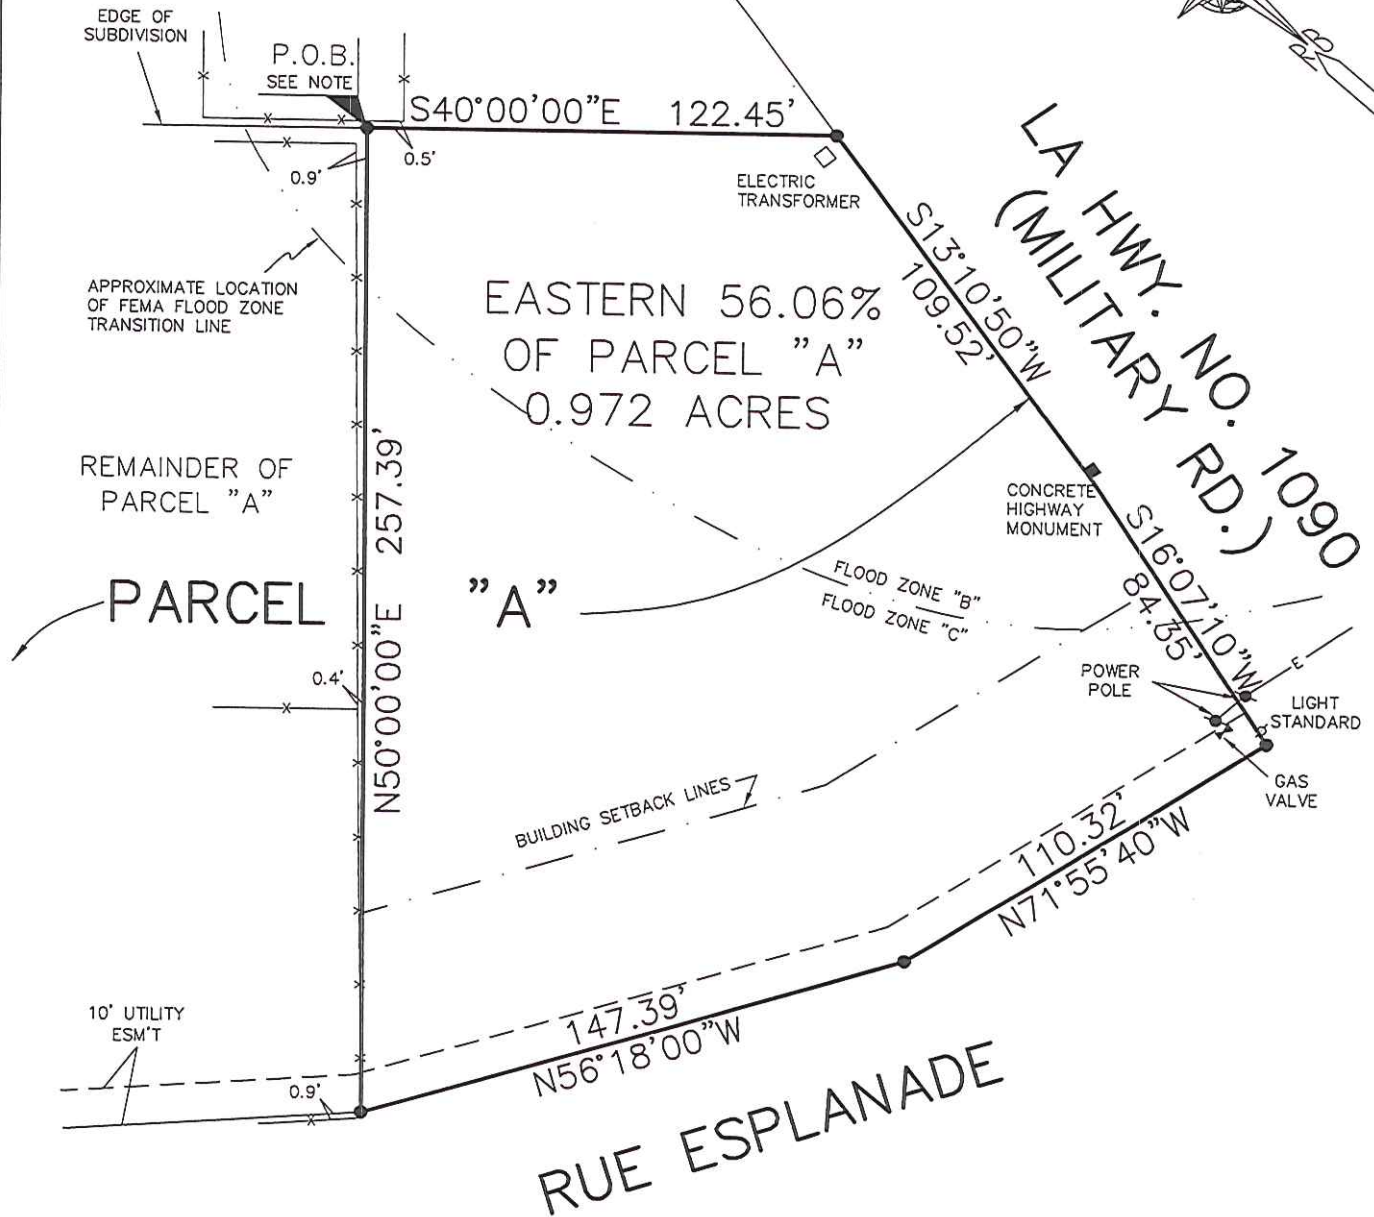 EDGE OF
SUBDIVISION
P.O.B.
SEE NOTE
S40°00'00"E 122.45'
0.5'
0.9'
ELECTRIC
TRANSFORMER
LA HWY. NO. 1090
(MILITARY RD.)
S13°10'50"W
109.52'
APPROXIMATE LOCATION
OF FEMA FLOOD ZONE
TRANSITION LINE
EASTERN 56.06%
OF PARCEL "A"
0.972 ACRES
REMAINDER OF
PARCEL "A"
N50°00'00"E 257.39'
CONCRETE
HIGHWAY
MONUMENT
S16°07'10"W
84.35'
PARCEL "A"
FLOOD ZONE "B"
FLOOD ZONE "C"
0.4'
POWER
POLE
E
LIGHT
STANDARD
GAS
VALVE
BUILDING SETBACK LINES
110.32'
N71°55'40"W
147.39'
N56°18'00"W
10' UTILITY
ESM'T
0.9'
RUE ESPLANADE